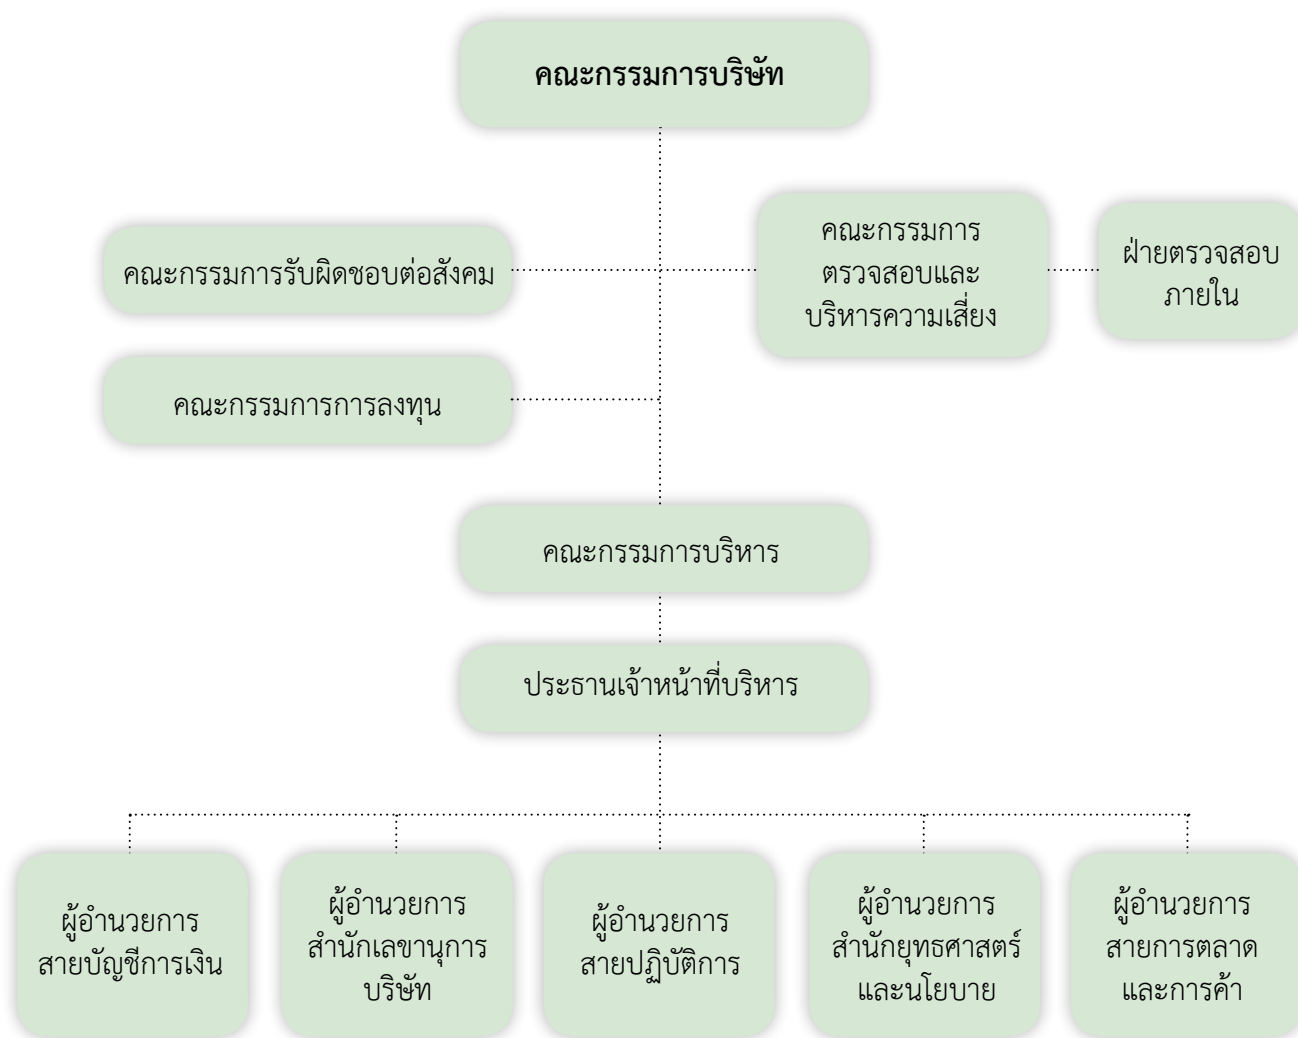 คณะกรรมการบริษัท
คณะกรรมการรับผิดชอบต่อสังคม
คณะกรรมการ
ตรวจสอบและ
บริหารความเสี่ยง
ฝ่ายตรวจสอบ
ภายใน
คณะกรรมการการลงทุน
คณะกรรมการบริหาร
ประธานเจ้าหน้าที่บริหาร
ผู้อำนวยการ
สายบัญชีการเงิน
ผู้อำนวยการ
สำนักเลขานุการ
บริษัท
ผู้อำนวยการ
สายปฏิบัติการ
ผู้อำนวยการ
สำนักยุทธศาสตร์
และนโยบาย
ผู้อำนวยการ
สายการตลาด
และการค้า